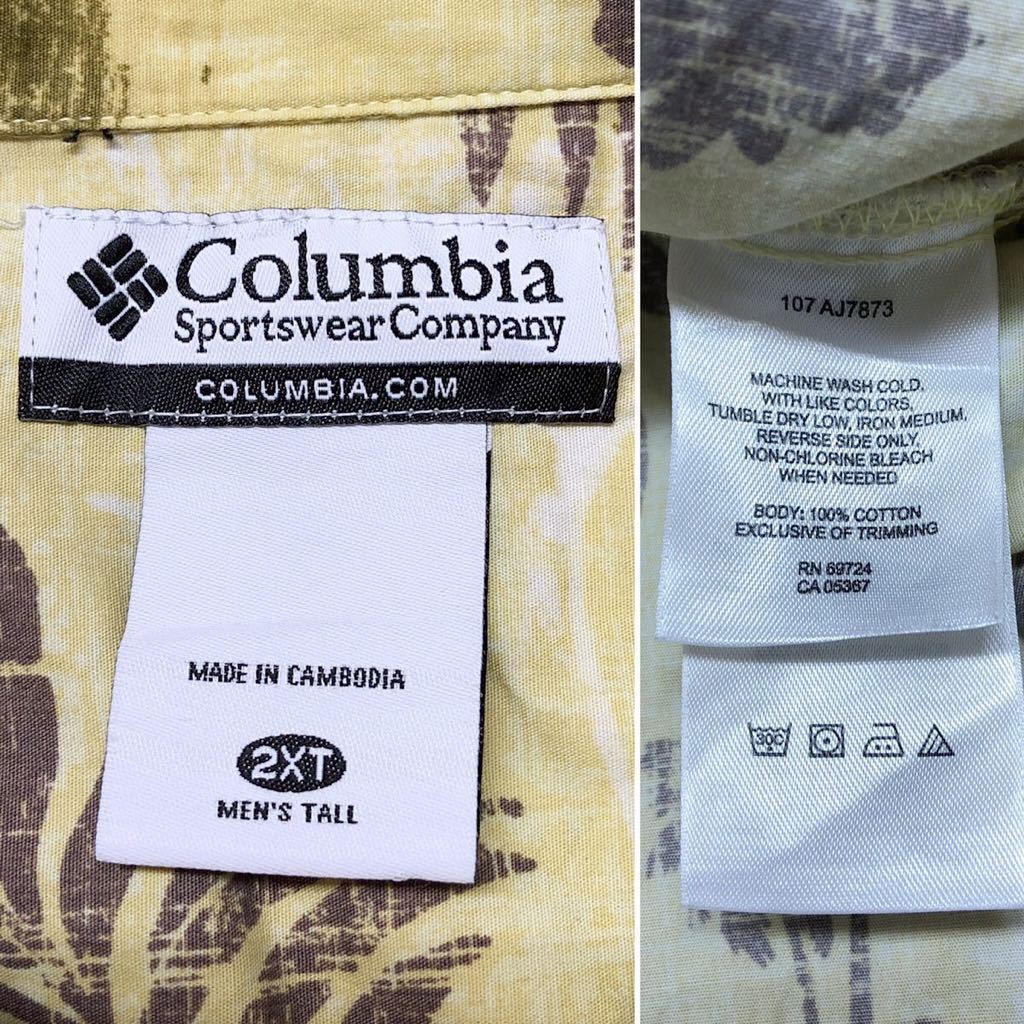 Columbia
Sportswear Company
COLUMBIA.COM
MADE IN CAMBODIA
2XT
MEN'S TALL
107 AJ7873
MACHINE WASH COLD.
WITH LIKE COLORS.
TUMBLE DRY LOW, IRON MEDIUM,
REVERSE SIDE ONLY,
NON-CHLORINE BLEACH
WHEN NEEDED
BODY: 100% COTTON
EXCLUSIVE OF TRIMMING
RN 69724
CA 05367